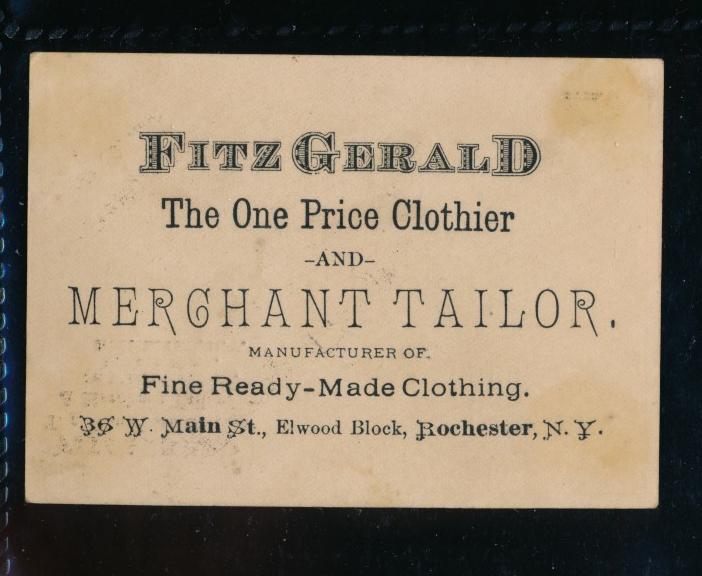 FITZ GERALD
The One Price Clothier
-AND-
MERCHANT TAILOR.
MANUFACTURER OF.
Fine Ready-Made Clothing.
36 W. Main St., Elwood Block, Rochester, N. Y.